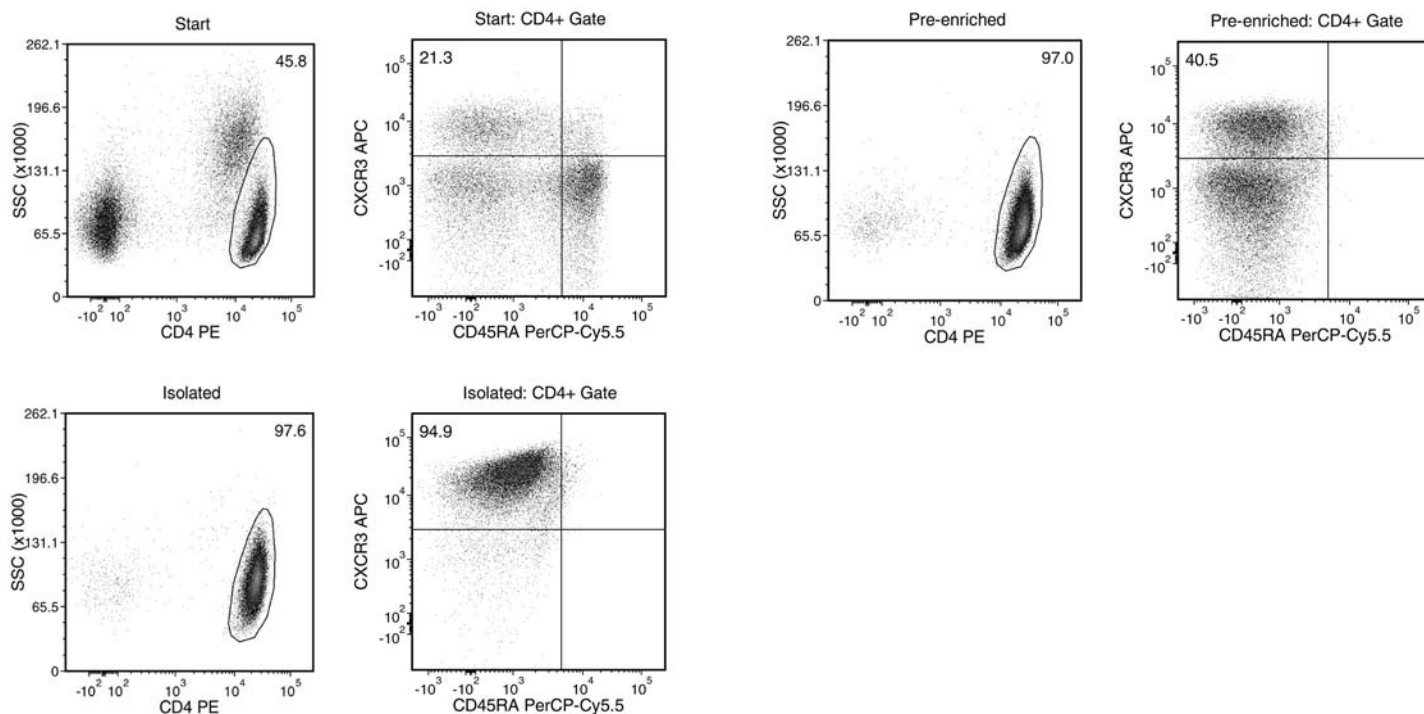 Start
262.1
196.6
131.1
65.5
0
SSC (x1000)
45.8
-10² 10² 10³ 10⁴ 10⁵
CD4 PE
Start: CD4+ Gate
21.3
10⁵
10⁴
10³
10²
-10²
CXCR3 APC
-10³ -10² 10³ 10⁴ 10⁵
CD45RA PerCP-Cy5.5
Pre-enriched
262.1
196.6
131.1
65.5
0
SSC (x1000)
97.0
-10² 10² 10³ 10⁴ 10⁵
CD4 PE
Pre-enriched: CD4+ Gate
40.5
10⁵
10⁴
10³
10²
-10²
CXCR3 APC
-10³ -10² 10³ 10⁴ 10⁵
CD45RA PerCP-Cy5.5
Isolated
262.1
196.6
131.1
65.5
0
SSC (x1000)
97.6
-10² 10² 10³ 10⁴ 10⁵
CD4 PE
Isolated: CD4+ Gate
94.9
10⁵
10⁴
10³
10²
-10²
CXCR3 APC
-10³ -10² 10³ 10⁴ 10⁵
CD45RA PerCP-Cy5.5